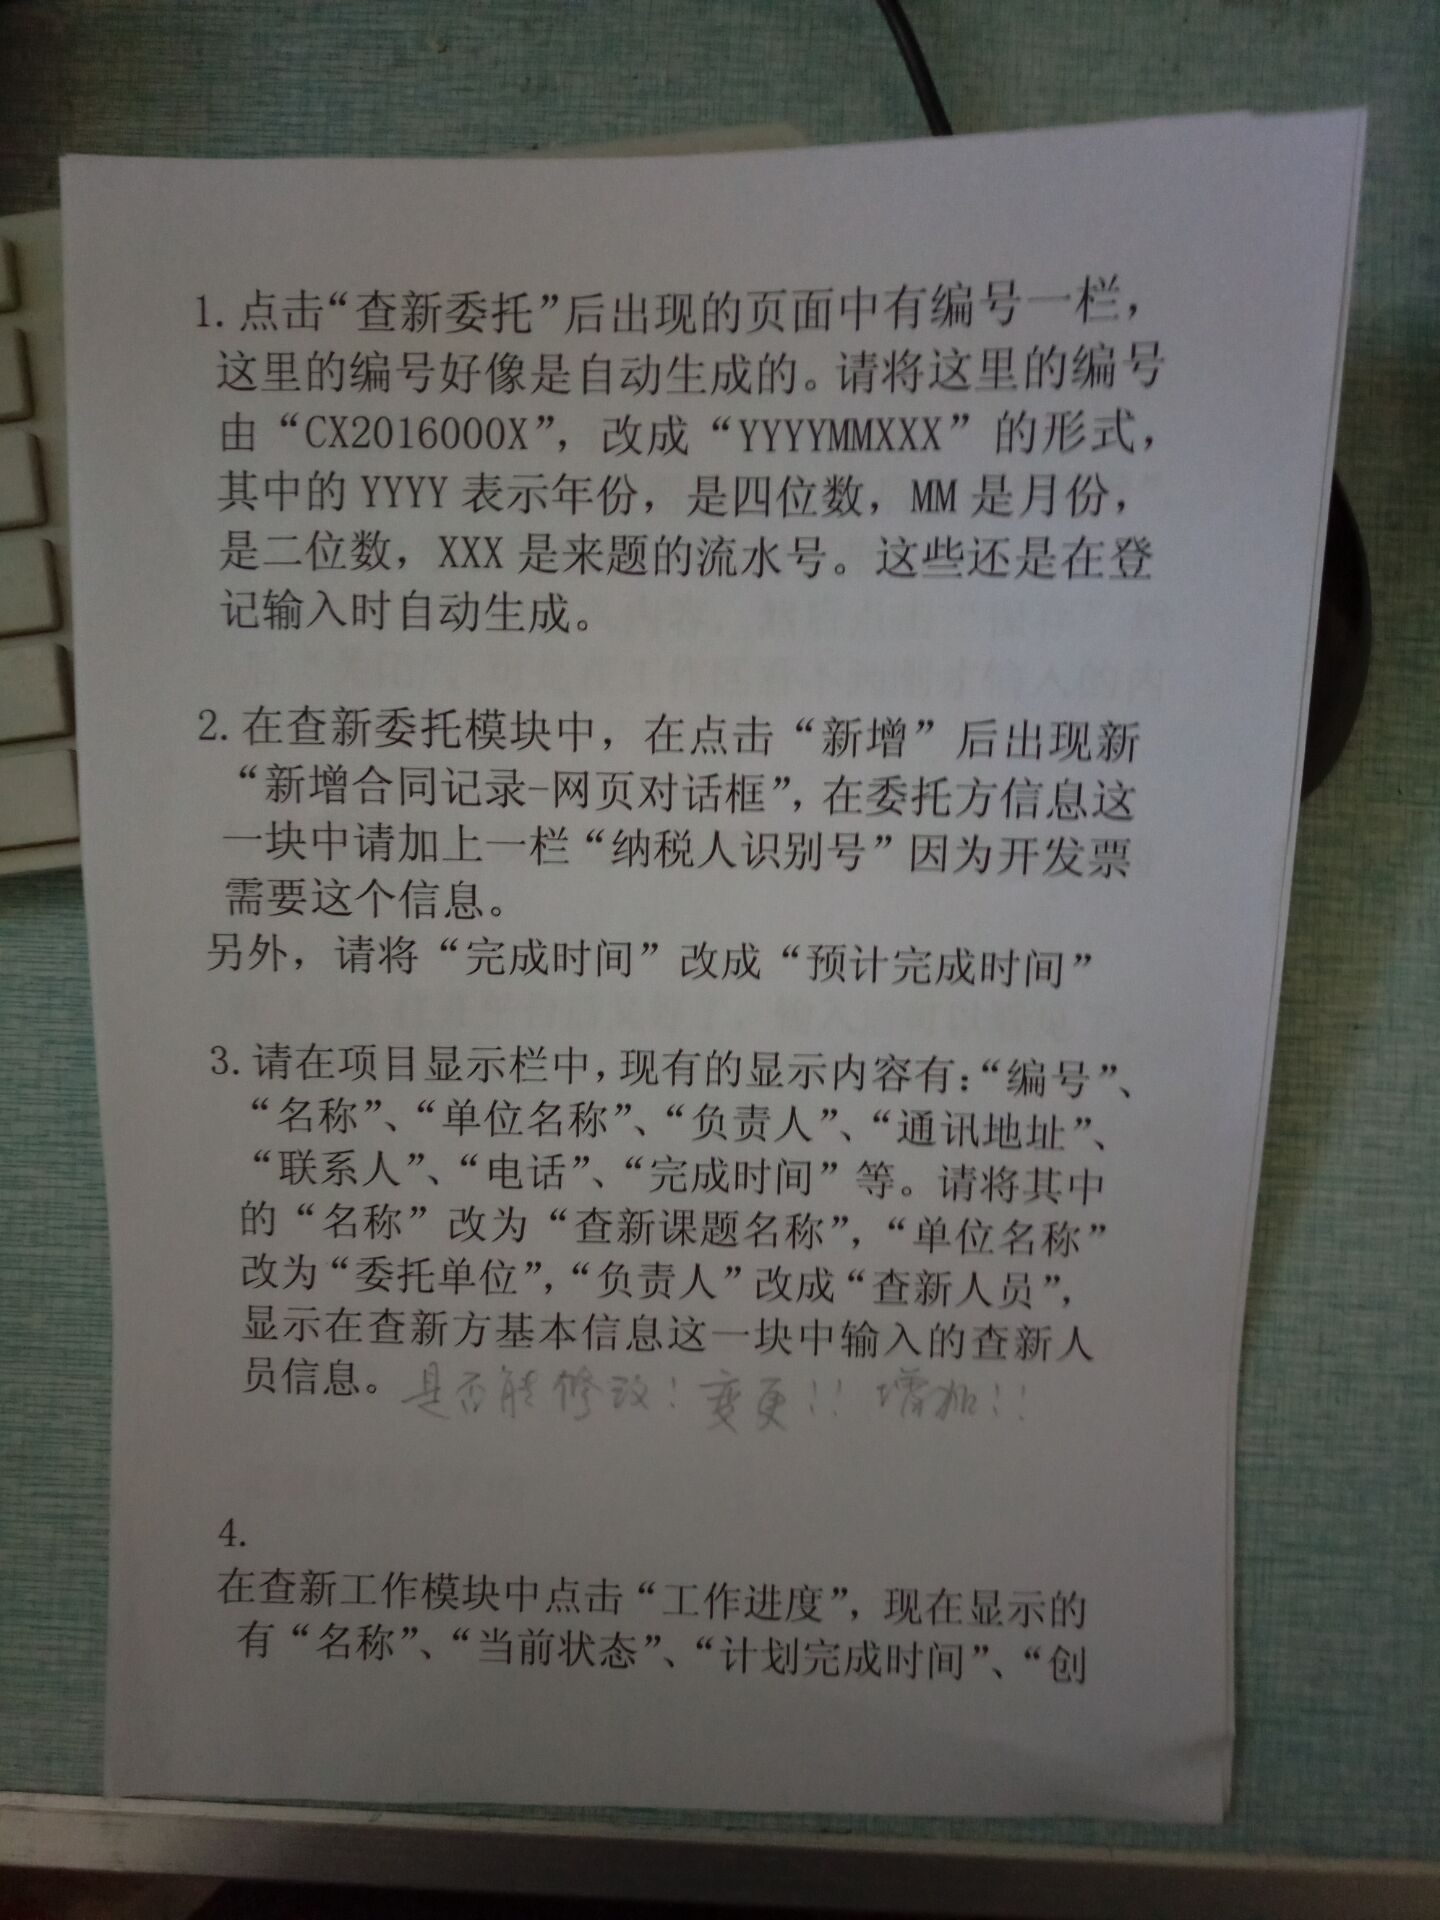 1. 点击“查新委托”后出现的页面中有编号一栏，
这里的编号好像是自动生成的。请将这里的编号
由“CX2016000X”，改成“YYYYMMXXX”的形式，
其中的 YYYY 表示年份，是四位数，MM 是月份，
是二位数，XXX 是来题的流水号。这些还是在登
记输入时自动生成。
2. 在查新委托模块中，在点击“新增”后出现新
“新增合同记录-网页对话框”，在委托方信息这
一块中请加上一栏“纳税人识别号”因为开发票
需要这个信息。
另外，请将“完成时间”改成“预计完成时间”
3. 请在项目显示栏中，现有的显示内容有：“编号”、
“名称”、“单位名称”、“负责人”、“通讯地址”、
“联系人”、“电话”、“完成时间”等。请将其中
的“名称”改为“查新课题名称”，“单位名称”
改为“委托单位”，“负责人”改成“查新人员”，
显示在查新方基本信息这一块中输入的查新人
员信息。是否能修改！变更！！增加！！
4.
在查新工作模块中点击“工作进度”，现在显示的
有“名称”、“当前状态”、“计划完成时间”、“创